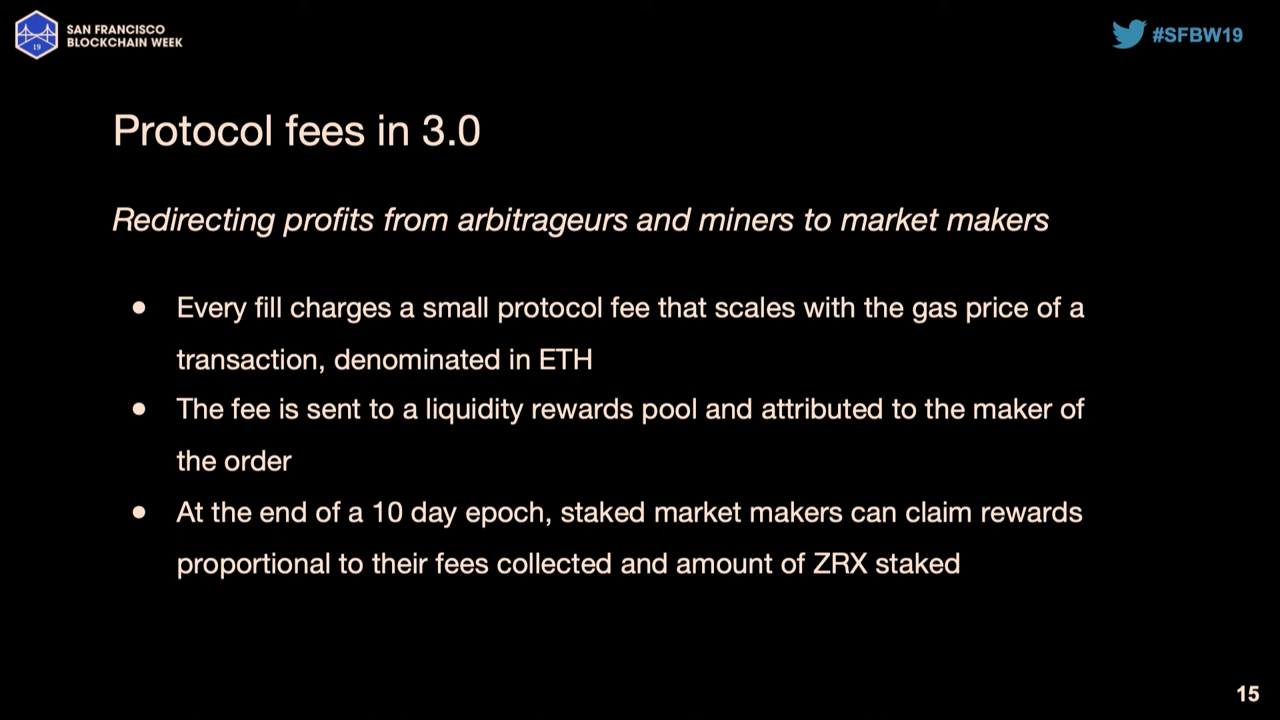 SAN FRANCISCO
BLOCKCHAIN WEEK
19
#SFBW19
Protocol fees in 3.0
Redirecting profits from arbitrageurs and miners to market makers
● Every fill charges a small protocol fee that scales with the gas price of a
transaction, denominated in ETH
● The fee is sent to a liquidity rewards pool and attributed to the maker of
the order
● At the end of a 10 day epoch, staked market makers can claim rewards
proportional to their fees collected and amount of ZRX staked
15